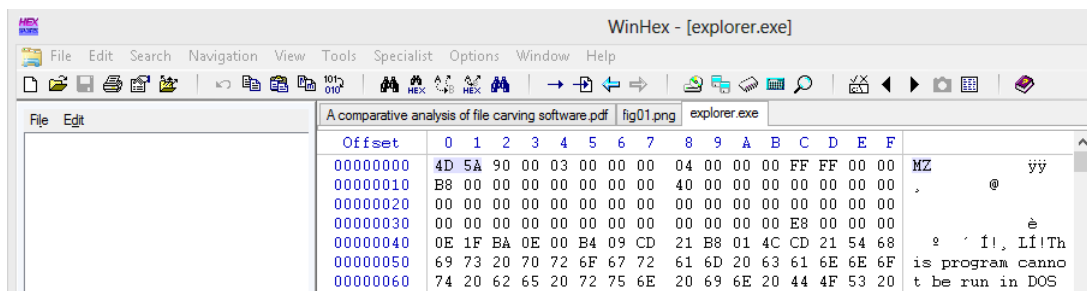 WinHex - [explorer.exe]
File Edit Search Navigation View Tools Specialist Options Window Help
File Edit
A comparative analysis of file carving software.pdf fig01.png explorer.exe
Offset 0 1 2 3 4 5 6 7 8 9 A B C D E F
00000000 4D 5A 90 00 03 00 00 00 04 00 00 00 FF FF 00 00 MZ ÿÿ
00000010 B8 00 00 00 00 00 00 00 40 00 00 00 00 00 00 00 ¸ @
00000020 00 00 00 00 00 00 00 00 00 00 00 00 00 00 00 00
00000030 00 00 00 00 00 00 00 00 00 00 00 00 E8 00 00 00 è
00000040 0E 1F BA 0E 00 B4 09 CD 21 B8 01 4C CD 21 54 68 º ´ Í!¸ LÍ!Th
00000050 69 73 20 70 72 6F 67 72 61 6D 20 63 61 6E 6E 6F is program canno
00000060 74 20 62 65 20 72 75 6E 20 69 6E 20 44 4F 53 20 t be run in DOS